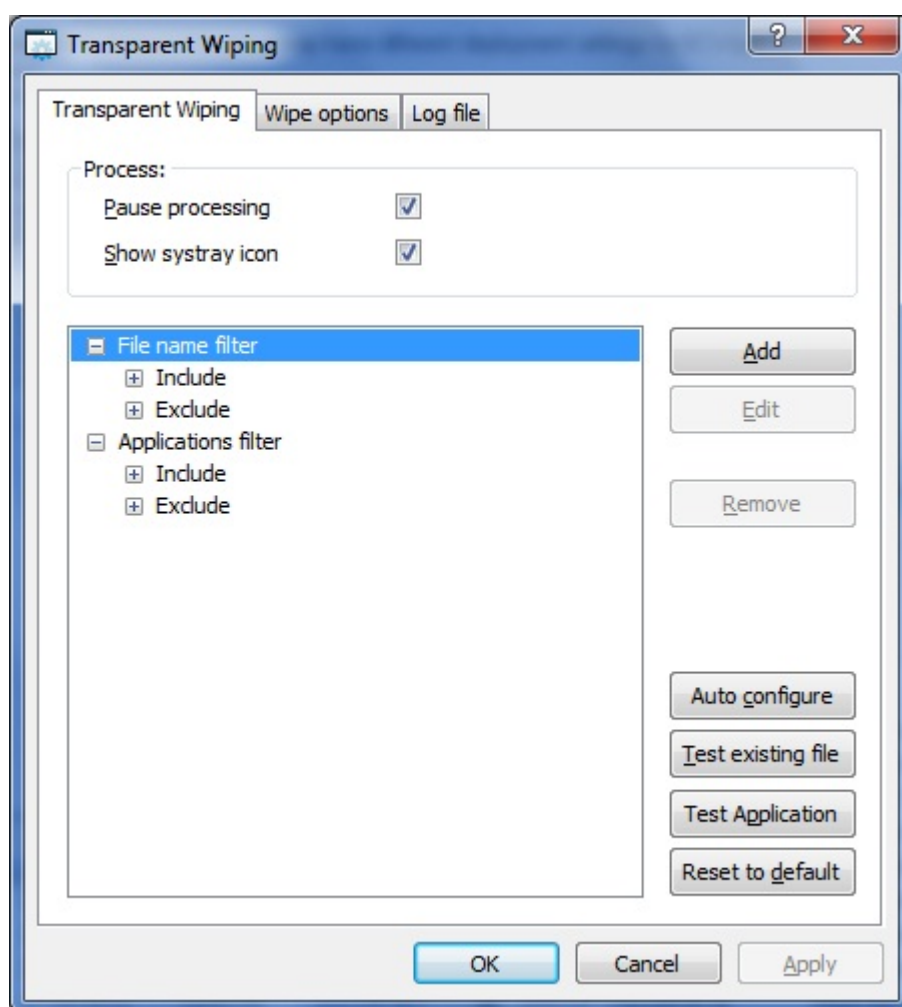 Transparent Wiping
Transparent Wiping
Wipe options
Log file
Process:
Pause processing
Show systray icon
File name filter
Include
Exclude
Applications filter
Include
Exclude
Add
Edit
Remove
Auto configure
Test existing file
Test Application
Reset to default
OK
Cancel
Apply